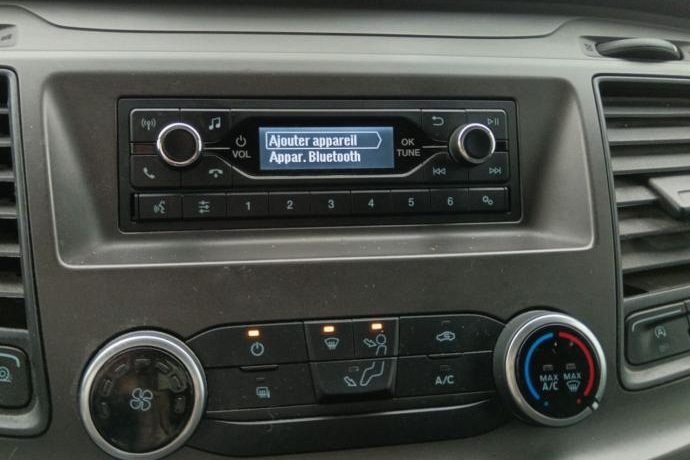 Ajouter appareil
Appar. Bluetooth
VOL
OK
TUNE
1 2 3 4 5 6
MAX
A/C
MAX
A/C